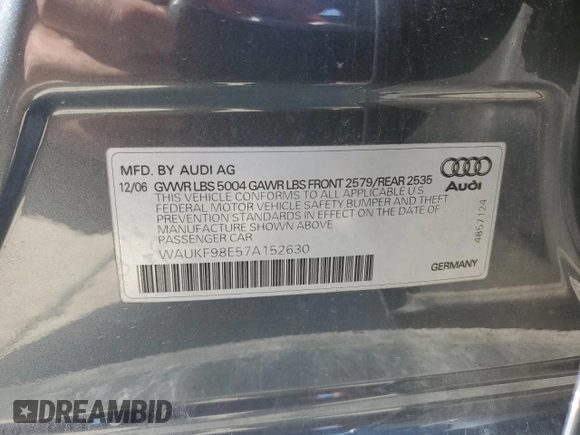 MFD. BY AUDI AG
12/06 GVWR LBS 5004 GAWR LBS FRONT 2579/REAR 2535
THIS VEHICLE CONFORMS TO ALL APPLICABLE U.S
FEDERAL MOTOR VEHICLE SAFETY BUMPER AND THEFT
PREVENTION STANDARDS IN EFFECT ON THE DATE OF
MANUFACTURE SHOWN ABOVE
PASSENGER CAR
WAUKF98E57A152630
Audi
4857124
GERMANY
DREAMBID